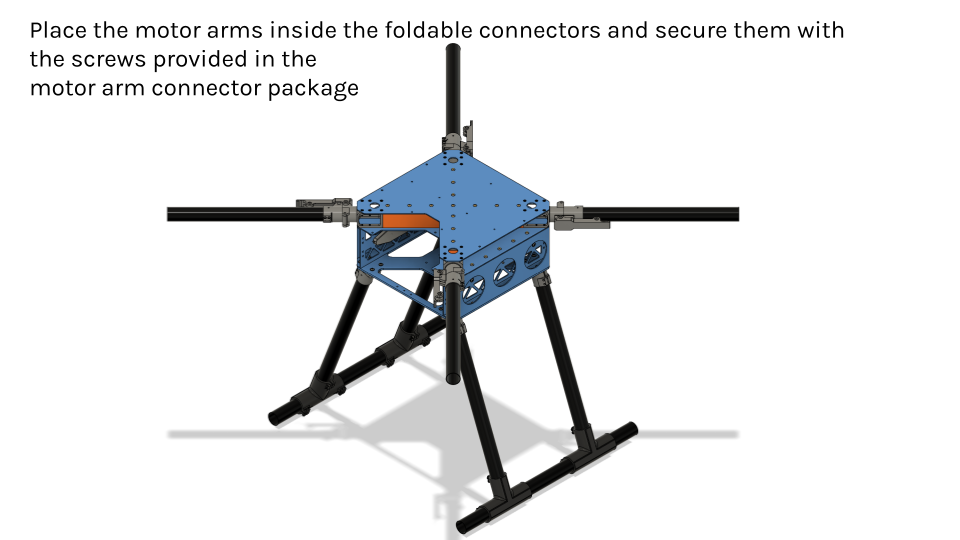 Place the motor arms inside the foldable connectors and secure them with
the screws provided in the
motor arm connector package